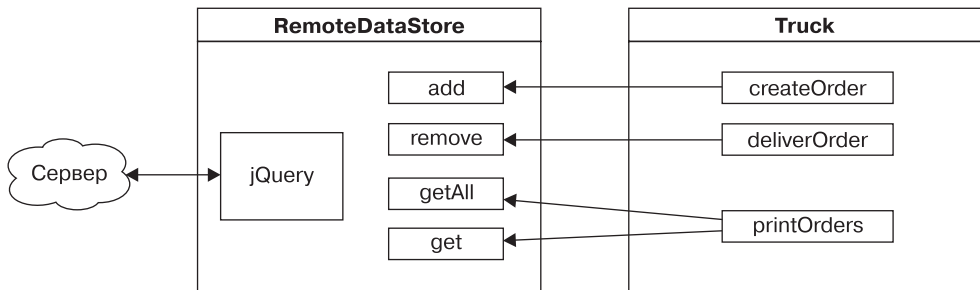 RemoteDataStore
Truck
add
createOrder
remove
deliverOrder
Сервер
jQuery
getAll
get
printOrders